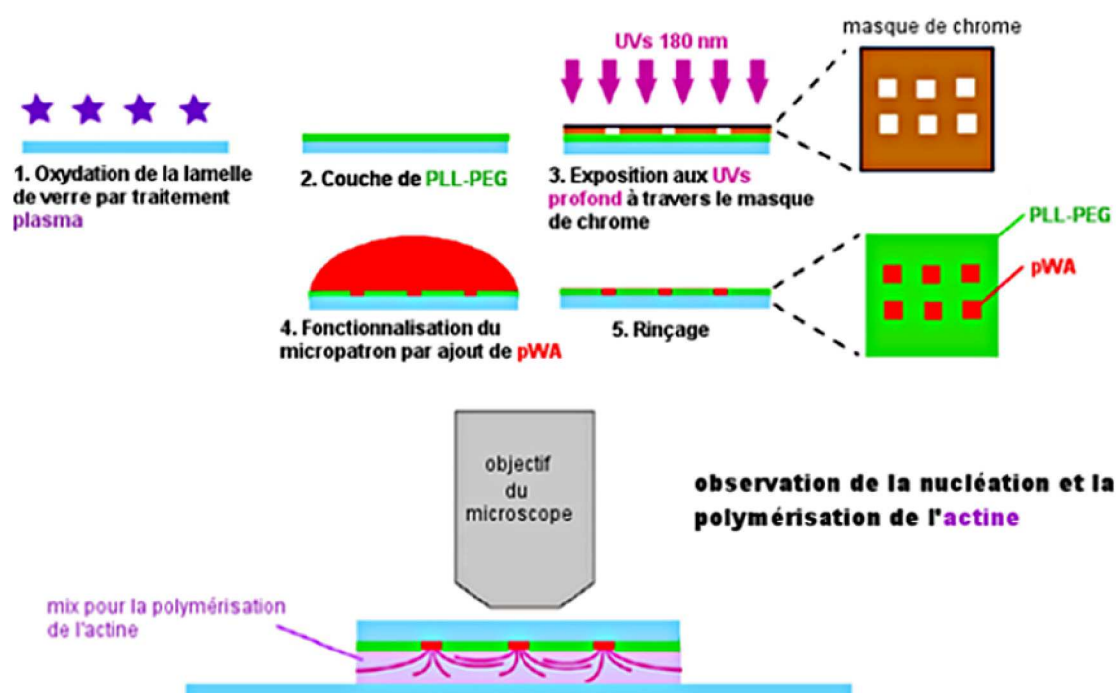 masque de chrome
UVs 180 nm
1. Oxydation de la lamelle
de verre par traitement
plasma
2. Couche de PLL-PEG
3. Exposition aux UVs
profond à travers le masque
de chrome
PLL-PEG
pWA
4. Fonctionnalisation du
micropatron par ajout de pWA
5. Rinçage
objectif
du
microscope
observation de la nucléation et la
polymérisation de l'actine
mix pour la polymérisation
de l'actine